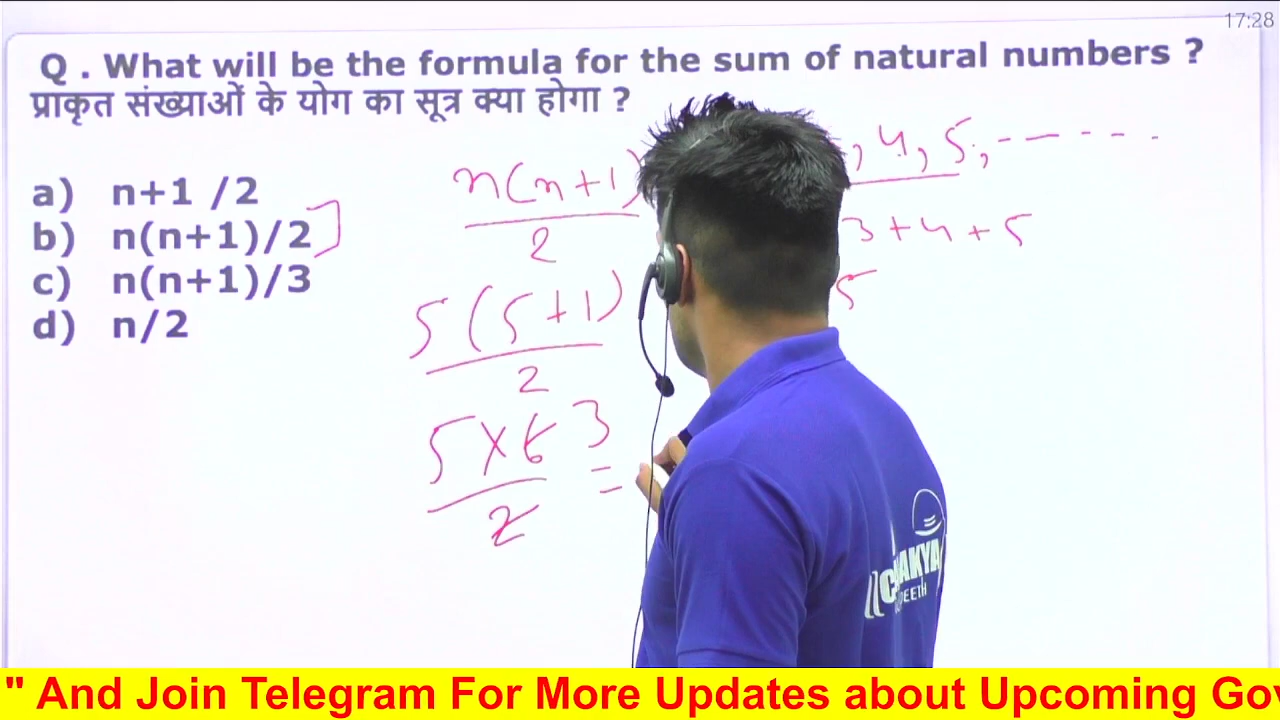 17:28
Q . What will be the formula for the sum of natural numbers ?
प्राकृत संख्याओं के योग का सूत्र क्या होगा ?
a) n+1 /2
b) n(n+1)/2
c) n(n+1)/3
d) n/2
n(n+1)
2
, 4, 5, - - - - -
3+4+5
5
5(5+1)
2
5×6 3
2
=
" And Join Telegram For More Updates about Upcoming Gov